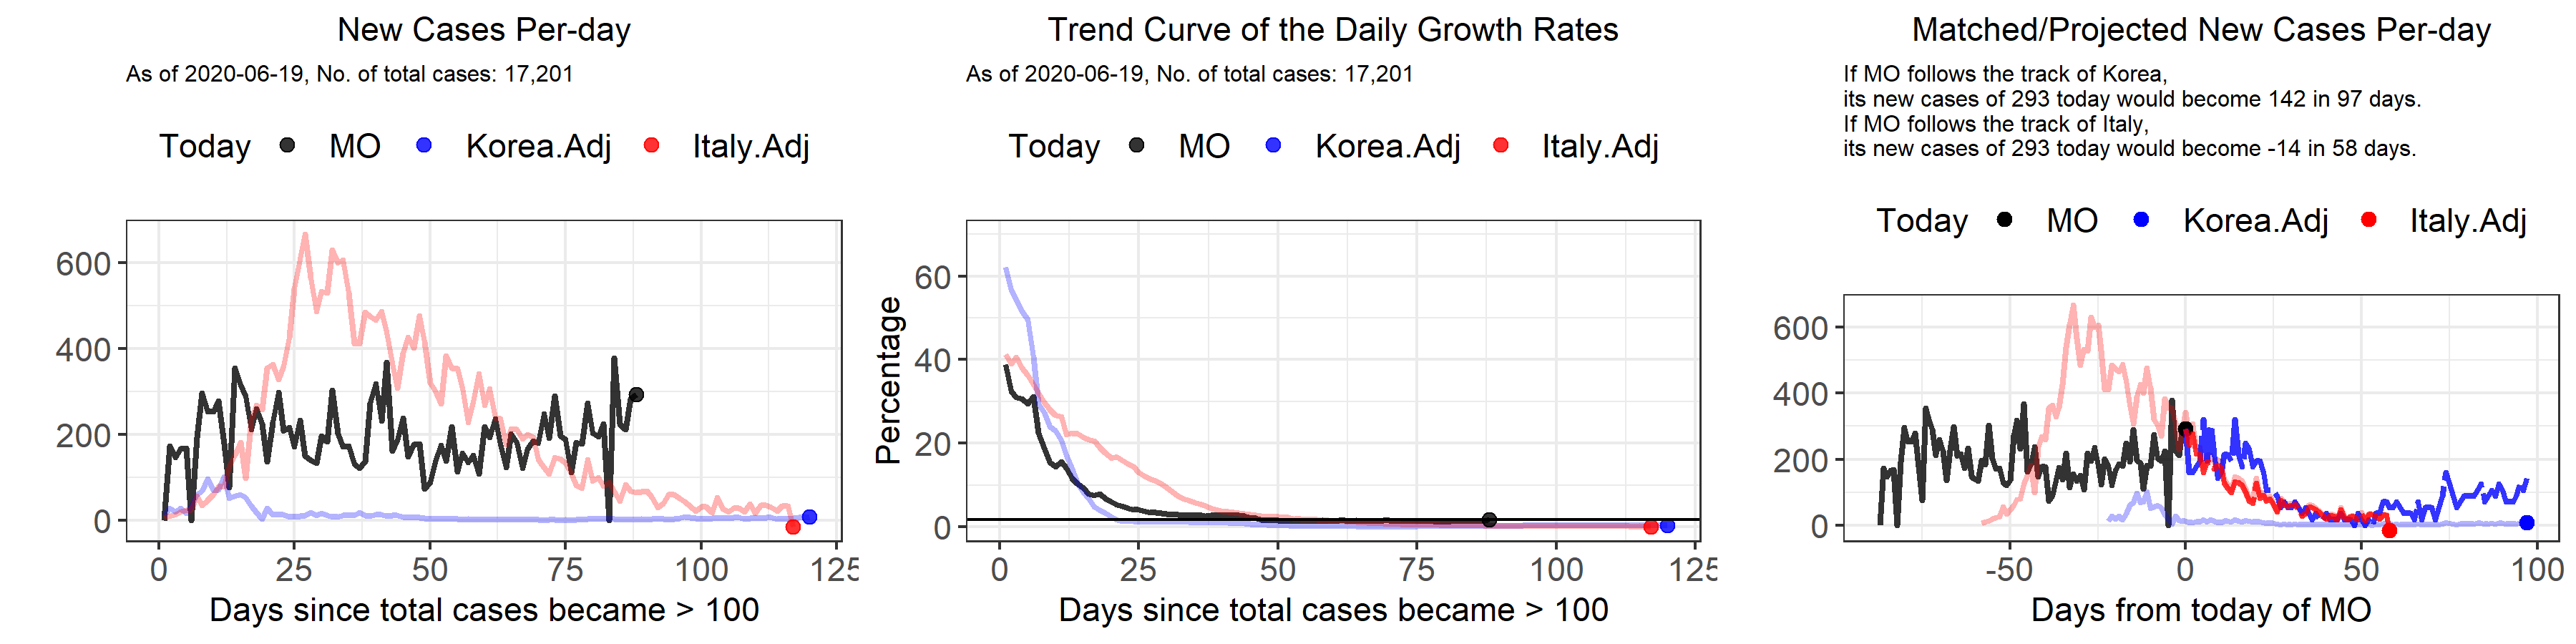 New Cases Per-day
As of 2020-06-19, No. of total cases: 17,201
Today MO Korea.Adj Italy.Adj
600
400
200
0
0 25 50 75 100 125
Days since total cases became > 100
Trend Curve of the Daily Growth Rates
As of 2020-06-19, No. of total cases: 17,201
Today MO Korea.Adj Italy.Adj
Percentage
60
40
20
0
0 25 50 75 100 125
Days since total cases became > 100
Matched/Projected New Cases Per-day
If MO follows the track of Korea,
its new cases of 293 today would become 142 in 97 days.
If MO follows the track of Italy,
its new cases of 293 today would become -14 in 58 days.
Today MO Korea.Adj Italy.Adj
600
400
200
0
-50 0 50 100
Days from today of MO